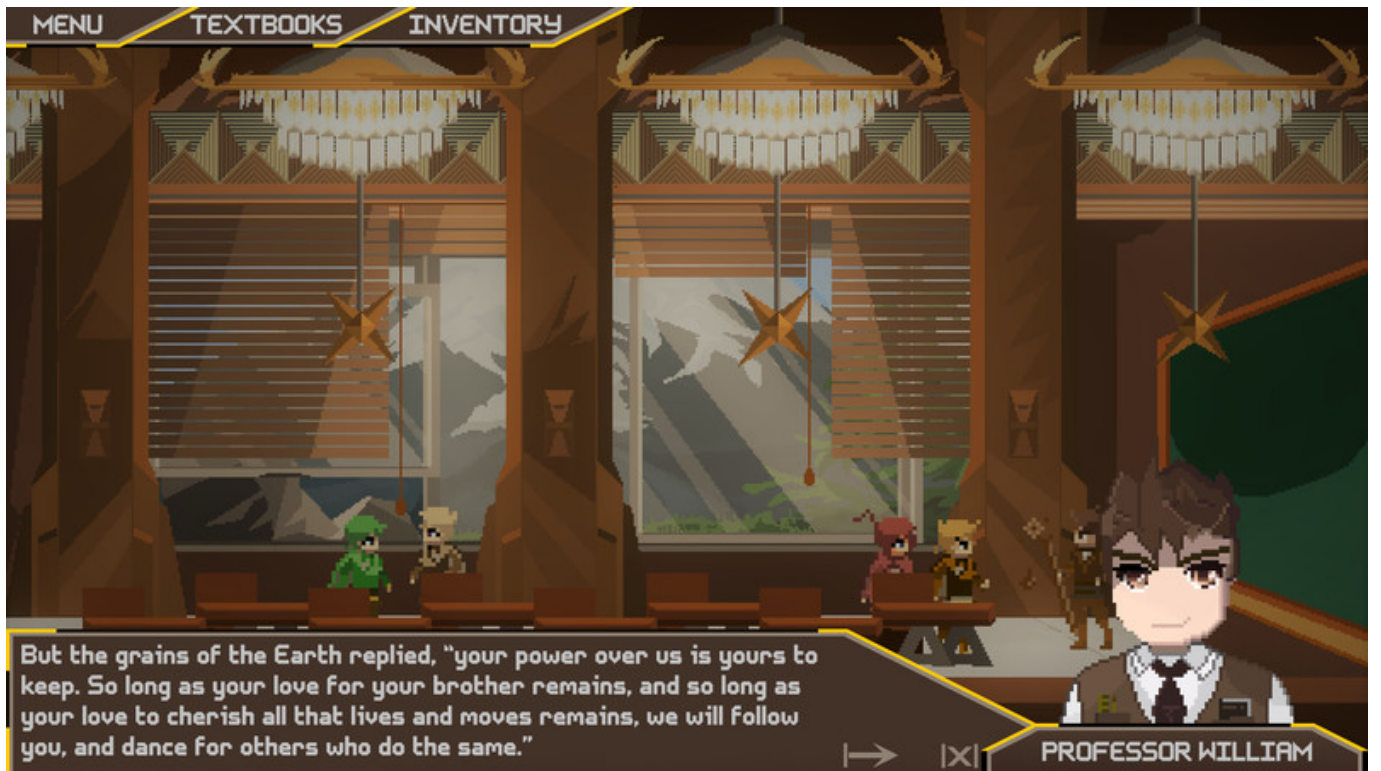 MENU TEXTBOOKS INVENTORY
But the grains of the Earth replied, “your power over us is yours to
keep. So long as your love for your brother remains, and so long as
your love to cherish all that lives and moves remains, we will follow
you, and dance for others who do the same.”
PROFESSOR WILLIAM